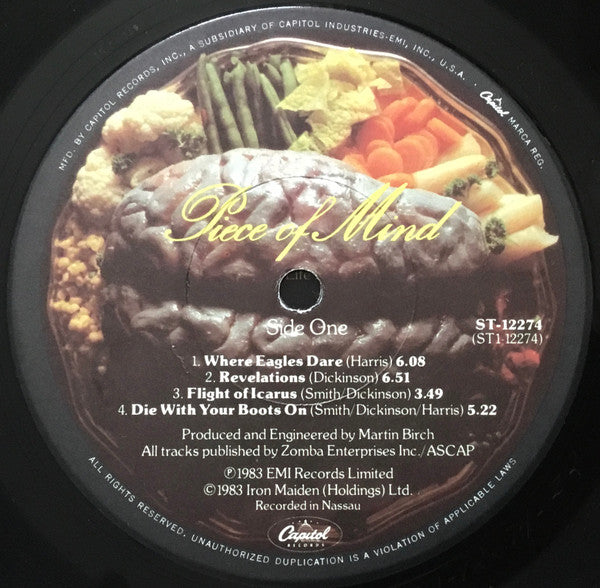 MFD. BY CAPITOL RECORDS, INC., A SUBSIDIARY OF CAPITOL INDUSTRIES-EMI, INC., U.S.A. · Capitol MARCA REG.
Piece of Mind
Side One
ST-12274
(ST1-12274)
1. Where Eagles Dare (Harris) 6.08
2. Revelations (Dickinson) 6.51
3. Flight of Icarus (Smith/Dickinson) 3.49
4. Die With Your Boots On (Smith/Dickinson/Harris) 5.22
Produced and Engineered by Martin Birch
All tracks published by Zomba Enterprises Inc./ASCAP
℗1983 EMI Records Limited
©1983 Iron Maiden (Holdings) Ltd.
Recorded in Nassau
Capitol
RECORDS
ALL RIGHTS RESERVED. UNAUTHORIZED DUPLICATION IS A VIOLATION OF APPLICABLE LAWS